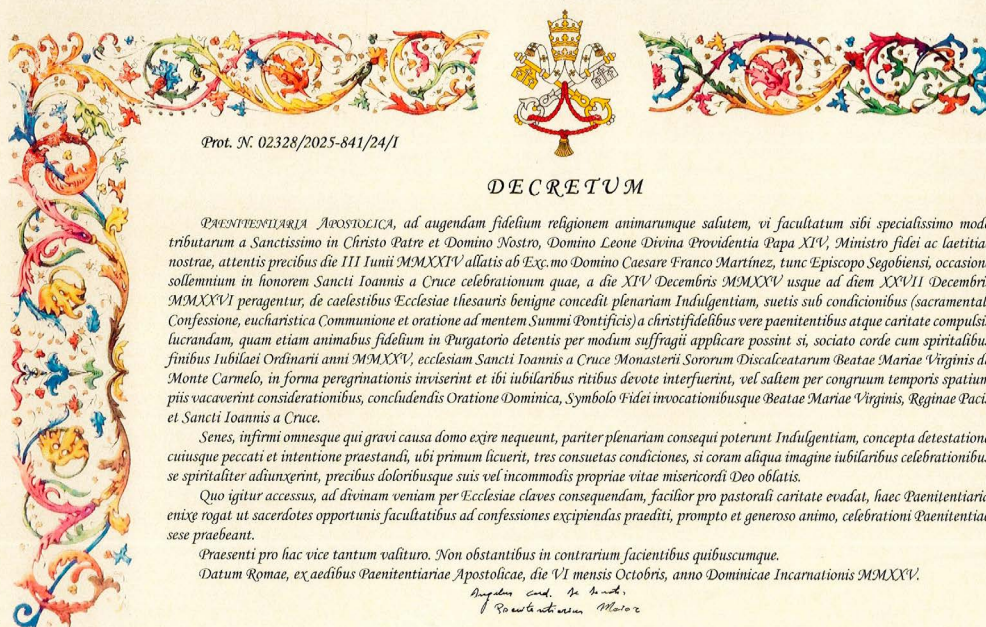 Prot. N. 02328/2025-841/24/I
DECRETUM
PAENITENTIARIA APOSTOLICA, ad augendam fidelium religionem animarumque salutem, vi facultatum sibi specialissimo mod
tributarum a Sanctissimo in Christo Patre et Domino Nostro, Domino Leone Divina Providentia Papa XIV, Ministro fidei ac laetitia
nostrae, attentis precibus die III Iunii MMXXIV allatis ab Exc.mo Domino Caesare Franco Martínez, tunc Episcopo Segobiensi, occasion
sollemnium in honorem Sancti Ioannis a Cruce celebrationum quae, a die XIV Decembris MMXXV usque ad diem XXVII Decembri
MMXXVI peragentur, de caelestibus Ecclesiae thesauris benigne concedit plenariam Indulgentiam, suetis sub condicionibus (sacramental
Confessione, eucharistica Communione et oratione ad mentem Summi Pontificis) a christifidelibus vere paenitentibus atque caritate compulsi
lucrandam, quam etiam animabus fidelium in Purgatorio detentis per modum suffragii applicare possint si, sociato corde cum spiritalibu
finibus Iubilaei Ordinarii anni MMXXV, ecclesiam Sancti Ioannis a Cruce Monasterii Sororum Discalceatarum Beatae Mariae Virginis d
Monte Carmelo, in forma peregrinationis inviserint et ibi iubilaribus ritibus devote interfuerint, vel saltem per congruum temporis spatium
piis vacaverint considerationibus, concludendis Oratione Dominica, Symbolo Fidei invocationibusque Beatae Mariae Virginis, Reginae Paci
et Sancti Ioannis a Cruce.
Senes, infirmi omnesque qui gravi causa domo exire nequeunt, pariter plenariam consequi poterunt Indulgentiam, concepta detestation
cuiusque peccati et intentione praestandi, ubi primum licuerit, tres consuetas condiciones, si coram aliqua imagine iubilaribus celebrationibu
se spiritaliter adiunxerint, precibus doloribusque suis vel incommodis propriae vitae misericordi Deo oblatis.
Quo igitur accessus, ad divinam veniam per Ecclesiae claves consequendam, facilior pro pastorali caritate evadat, haec Paenitentiari
enixe rogat ut sacerdotes opportunis facultatibus ad confessiones excipiendas praediti, prompto et generoso animo, celebrationi Paenitentia
sese praebeant.
Praesenti pro hac vice tantum valituro. Non obstantibus in contrarium facientibus quibuscumque.
Datum Romae, ex aedibus Paenitentiariae Apostolicae, die VI mensis Octobris, anno Dominicae Incarnationis MMXXV.
Angelus card. De Donatis
Paenitentiarius Maior